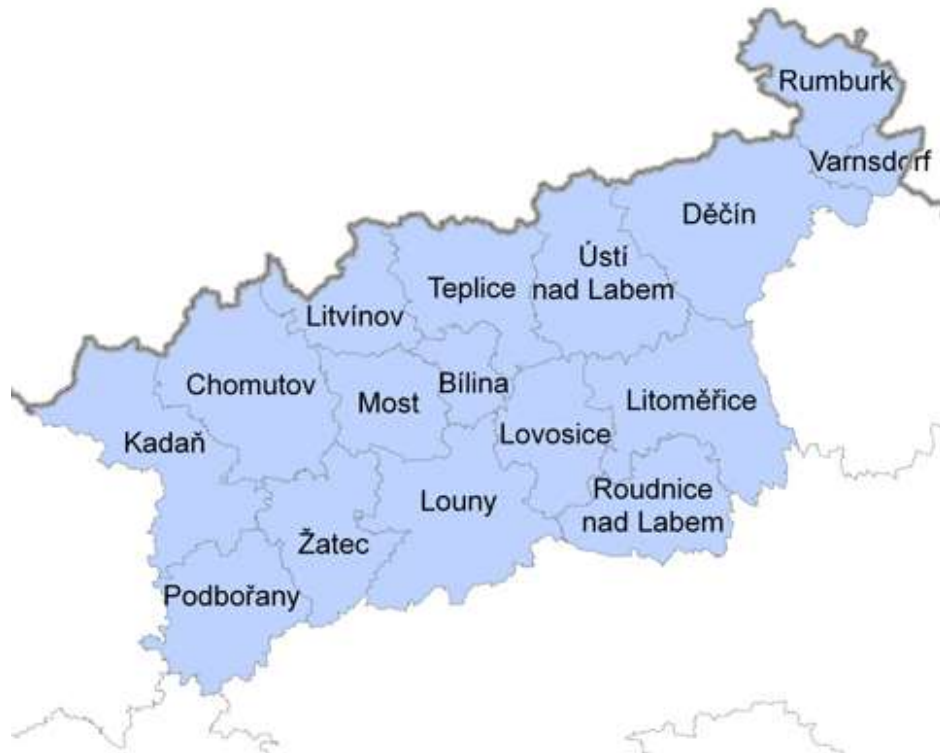 Rumburk
Varnsdorf
Děčín
Ústí
nad Labem
Teplice
Litvínov
Chomutov
Most
Bílina
Litoměřice
Kadaň
Lovosice
Louny
Roudnice
nad Labem
Žatec
Podbořany